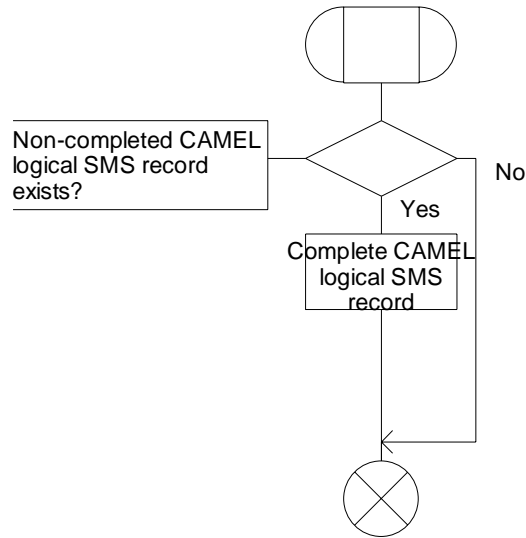 Non-completed CAMEL
logical SMS record
exists?
No
Yes
Complete CAMEL
logical SMS
record